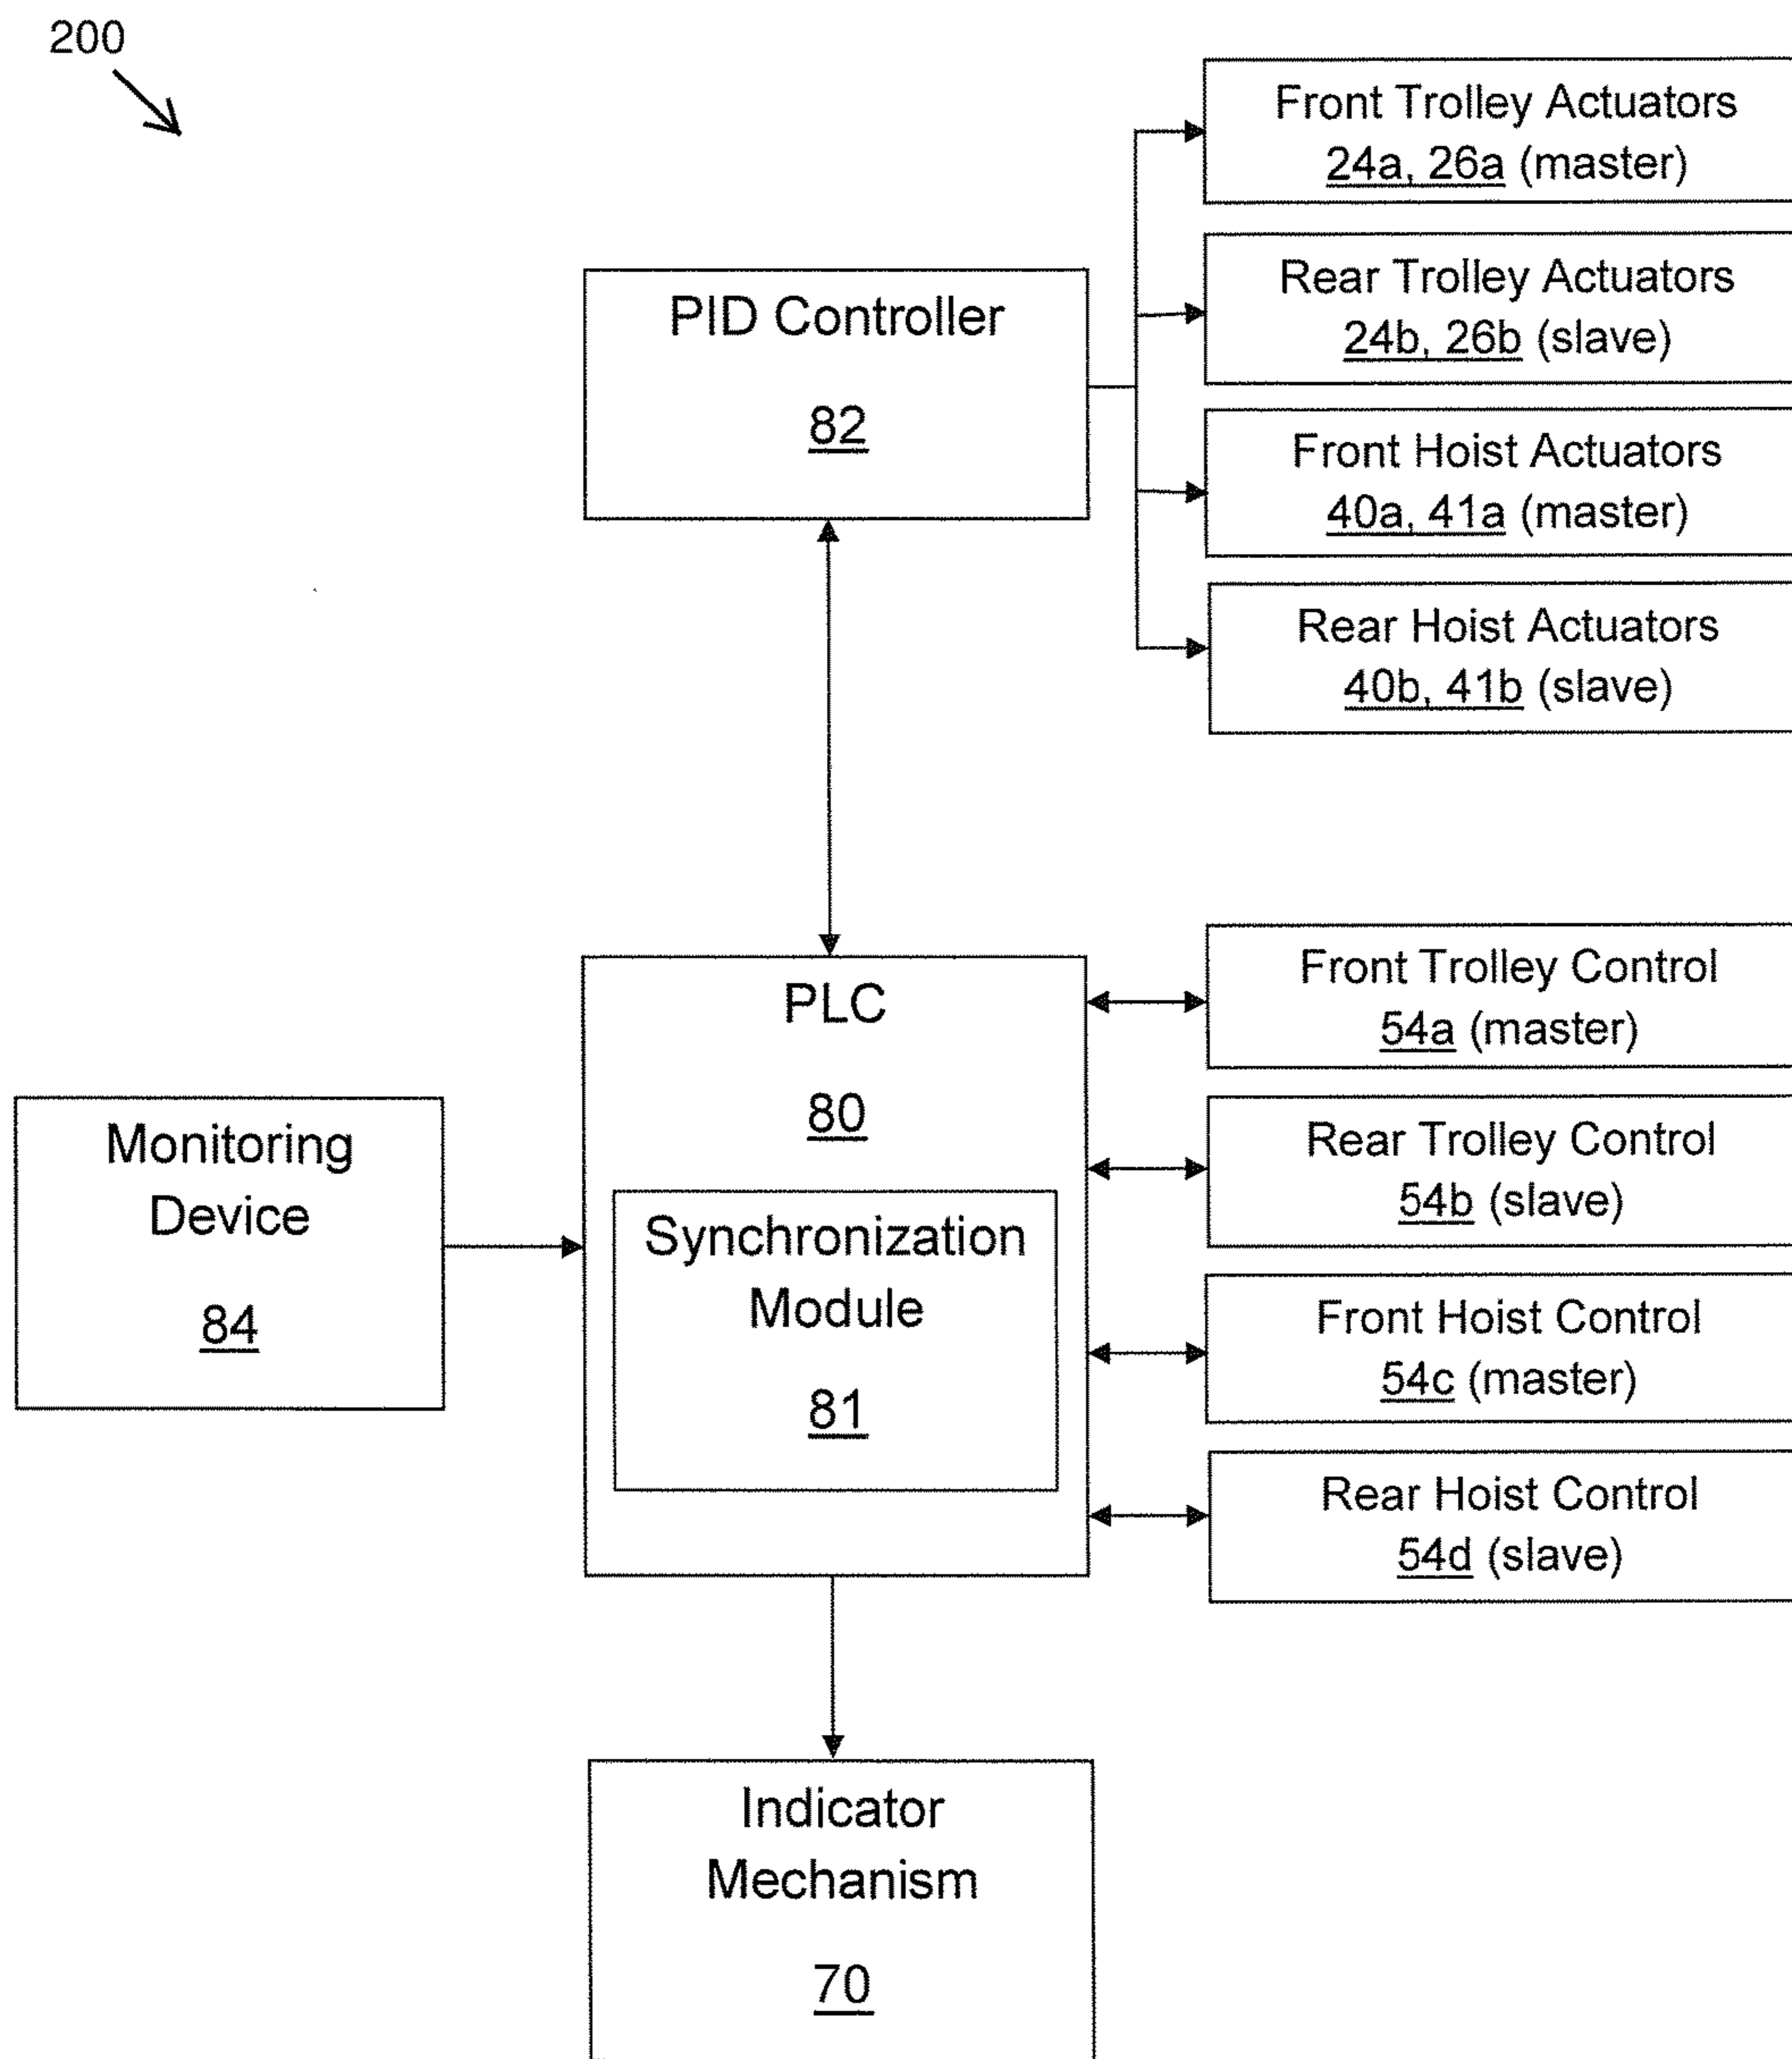 200
Front Trolley Actuators
24a, 26a (master)
Rear Trolley Actuators
24b, 26b (slave)
Front Hoist Actuators
40a, 41a (master)
Rear Hoist Actuators
40b, 41b (slave)
PID Controller
82
PLC
80
Synchronization
Module
81
Monitoring
Device
84
Front Trolley Control
54a (master)
Rear Trolley Control
54b (slave)
Front Hoist Control
54c (master)
Rear Hoist Control
54d (slave)
Indicator
Mechanism
70